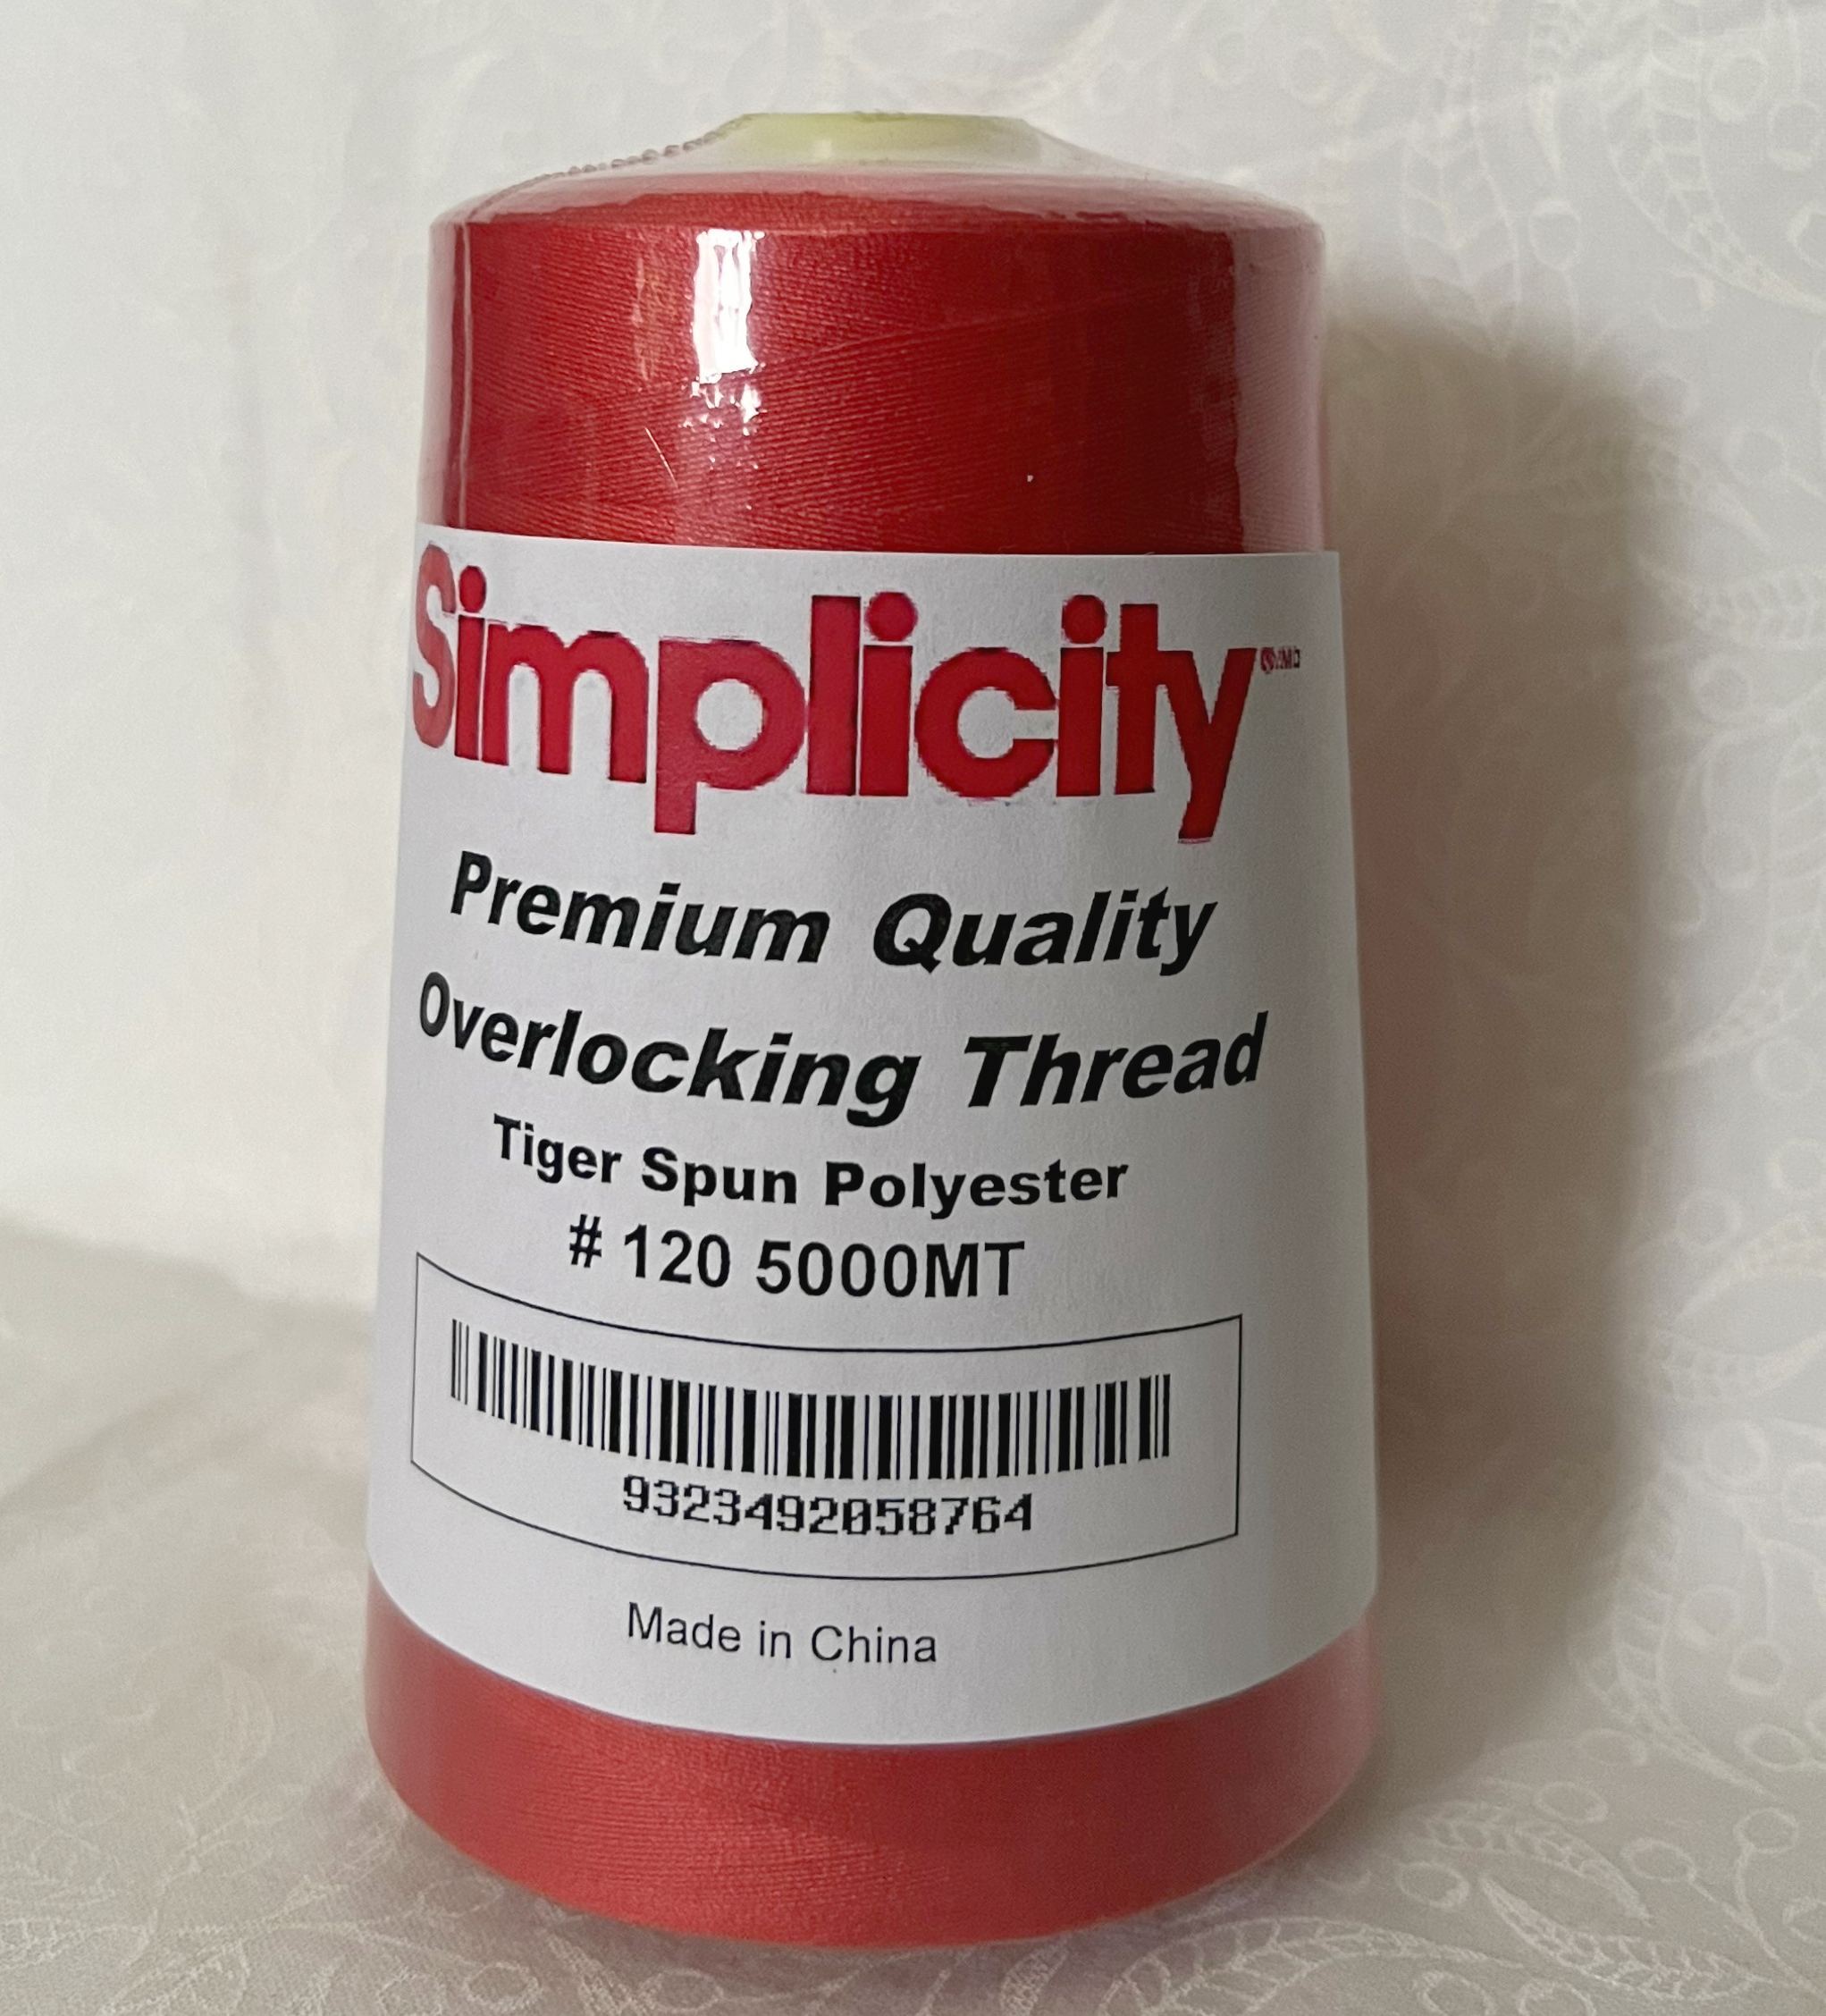 Simplicity
Premium Quality
Overlocking Thread
Tiger Spun Polyester
# 120 5000MT
9323492058764
Made in China